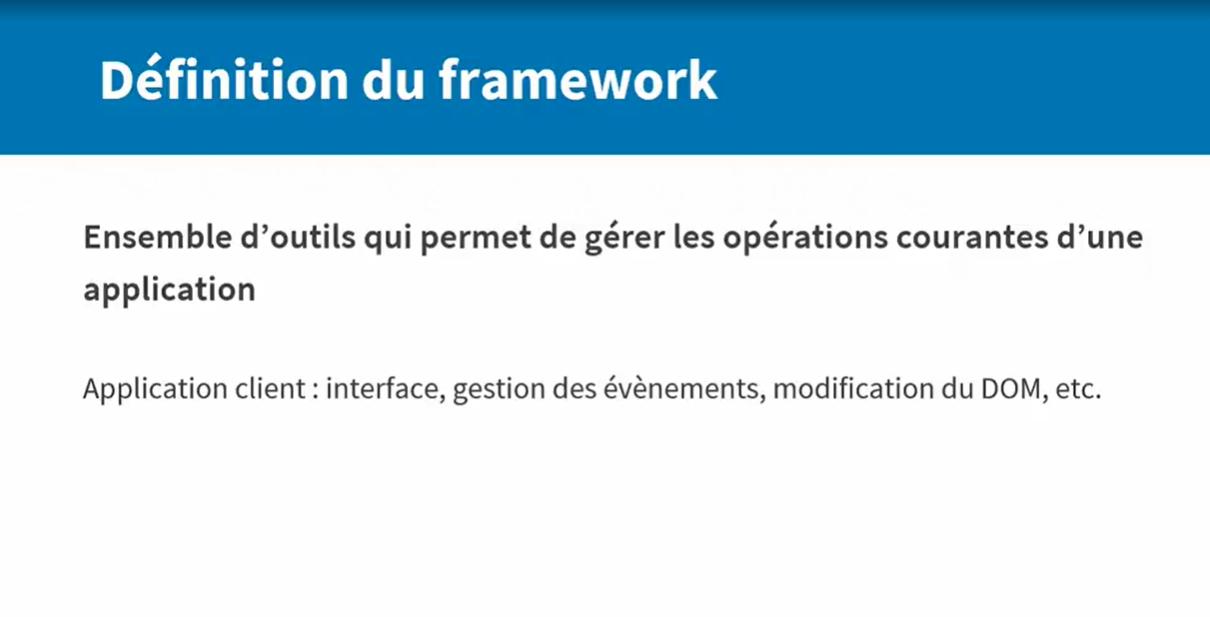 Définition du framework
Ensemble d’outils qui permet de gérer les opérations courantes d’une
application
Application client : interface, gestion des évènements, modification du DOM, etc.